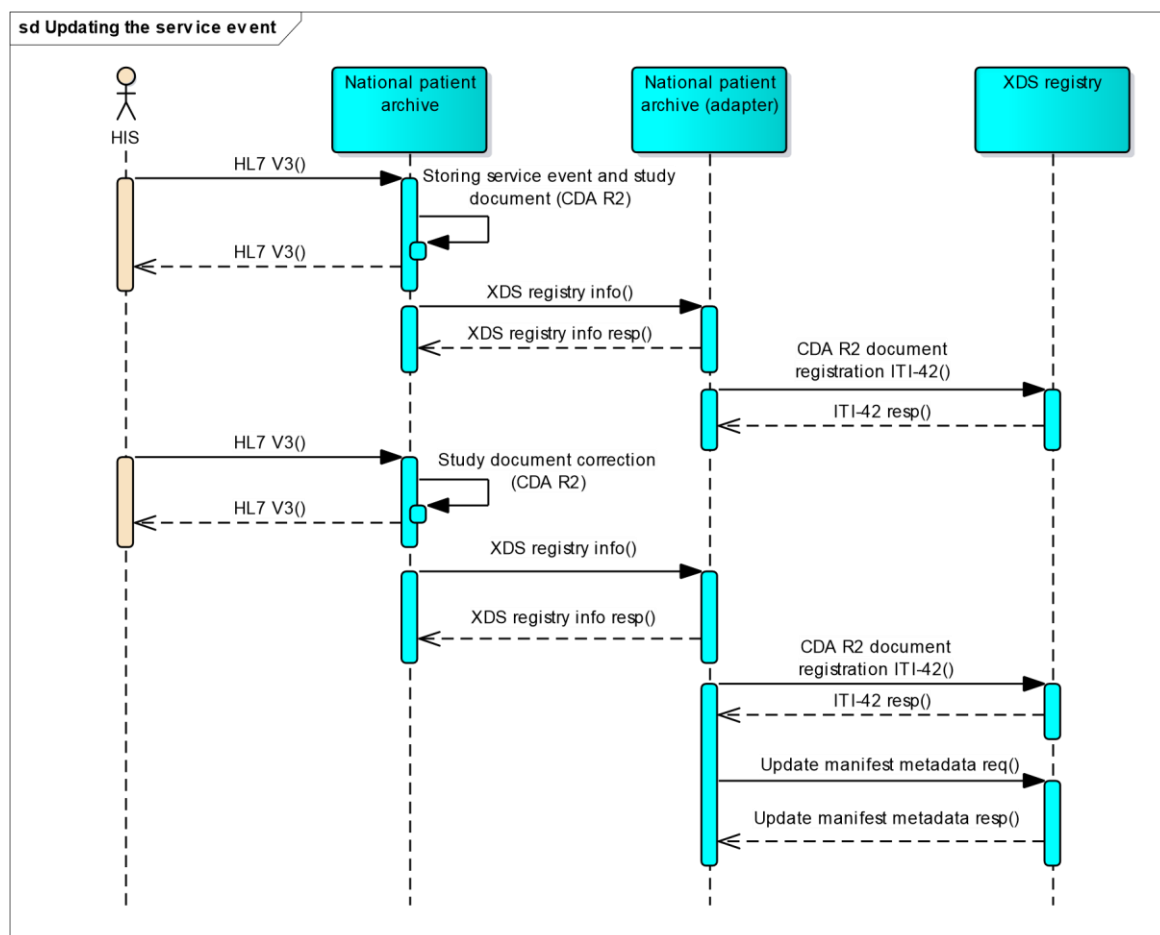 sd Updating the service event
HIS
National patient
archive
National patient
archive (adapter)
XDS registry
HL7 V3()
Storing service event and study
document (CDA R2)
HL7 V3()
XDS registry info()
XDS registry info resp()
CDA R2 document
registration ITI-42()
ITI-42 resp()
HL7 V3()
Study document correction
(CDA R2)
HL7 V3()
XDS registry info()
XDS registry info resp()
CDA R2 document
registration ITI-42()
ITI-42 resp()
Update manifest metadata req()
Update manifest metadata resp()